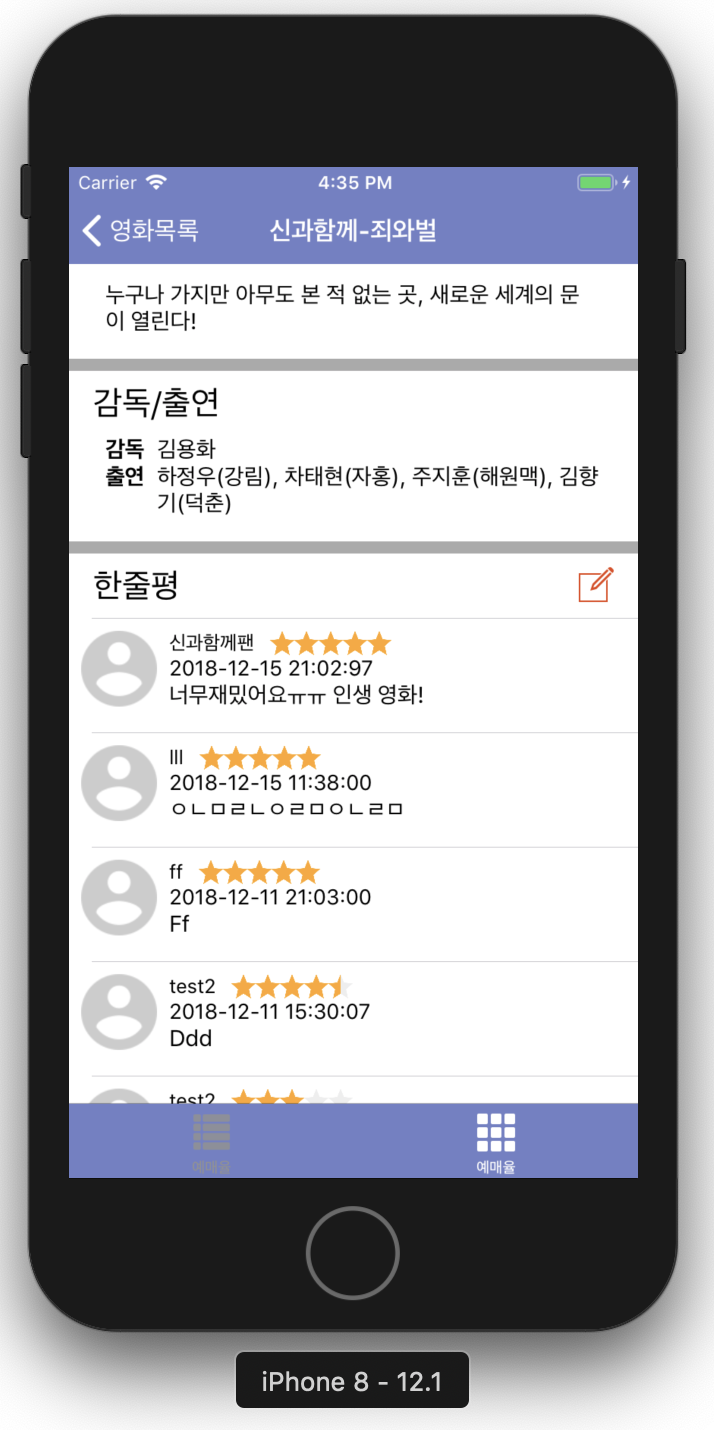 Carrier 4:35 PM
영화목록 신과함께-죄와벌
누구나 가지만 아무도 본 적 없는 곳, 새로운 세계의 문
이 열린다!
감독/출연
감독 김용화
출연 하정우(강림), 차태현(자홍), 주지훈(해원맥), 김향
기(덕춘)
한줄평
신과함께팬
2018-12-15 21:02:97
너무재밌어요ㅠㅠ 인생 영화!
lll
2018-12-15 11:38:00
ㅇㄴㅁㄹㄴㅇㄹㅁㅇㄴㄹㅁ
ff
2018-12-11 21:03:00
Ff
test2
2018-12-11 15:30:07
Ddd
test2
예매율 예매율
iPhone 8 - 12.1